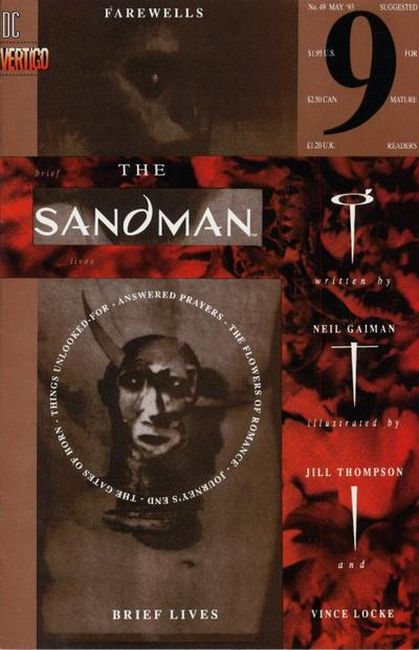 DC
VERTIGO
FAREWELLS
No. 49 MAY '93
SUGGESTED
$1.95 U.S.
FOR
$2.50 CAN.
MATURE
£1.20 U.K.
READERS
9
brief
THE
SANDMAN™
lives
written by
NEIL GAIMAN
illustrated by
JILL THOMPSON
and
VINCE LOCKE
ANSWERED PRAYERS - THE FLOWERS OF ROMANCE - JOURNEY'S END - THE GATES OF HORN - THINGS UNLOOKED-FOR -
BRIEF LIVES